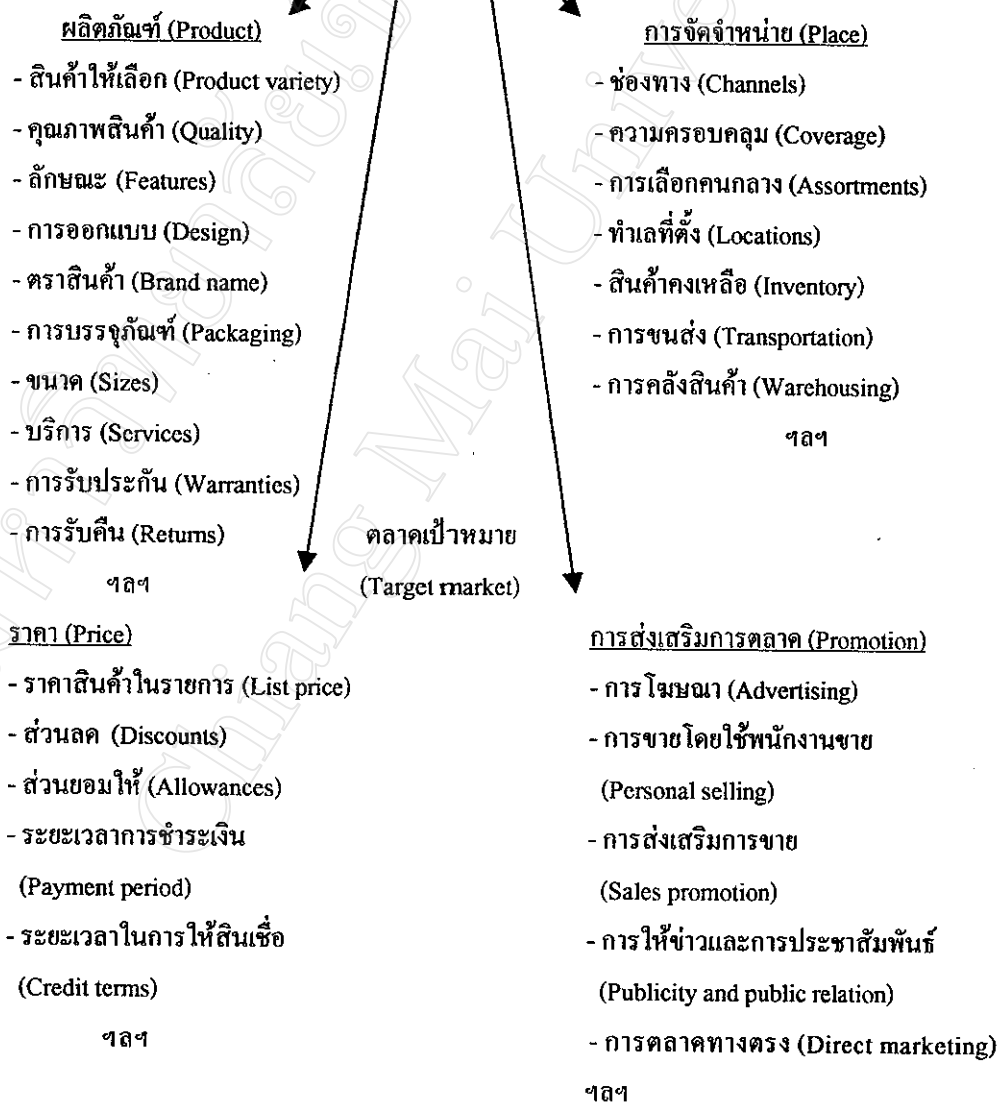 ผลิตภัณฑ์ (Product)
- สินค้าให้เลือก (Product variety)
- คุณภาพสินค้า (Quality)
- ลักษณะ (Features)
- การออกแบบ (Design)
- ตราสินค้า (Brand name)
- การบรรจุภัณฑ์ (Packaging)
- ขนาด (Sizes)
- บริการ (Services)
- การรับประกัน (Warranties)
- การรับคืน (Returns)
ฯลฯ
การจัดจำหน่าย (Place)
- ช่องทาง (Channels)
- ความครอบคลุม (Coverage)
- การเลือกคนกลาง (Assortments)
- ทำเลที่ตั้ง (Locations)
- สินค้าคงเหลือ (Inventory)
- การขนส่ง (Transportation)
- การคลังสินค้า (Warehousing)
ฯลฯ
ตลาดเป้าหมาย
(Target market)
ราคา (Price)
- ราคาสินค้าในรายการ (List price)
- ส่วนลด (Discounts)
- ส่วนยอมให้ (Allowances)
- ระยะเวลาการชำระเงิน
(Payment period)
- ระยะเวลาในการให้สินเชื่อ
(Credit terms)
ฯลฯ
การส่งเสริมการตลาด (Promotion)
- การโฆษณา (Advertising)
- การขายโดยใช้พนักงานขาย
(Personal selling)
- การส่งเสริมการขาย
(Sales promotion)
- การให้ข่าวและการประชาสัมพันธ์
(Publicity and public relation)
- การตลาดทางตรง (Direct marketing)
ฯลฯ
Chiang Mai Unive